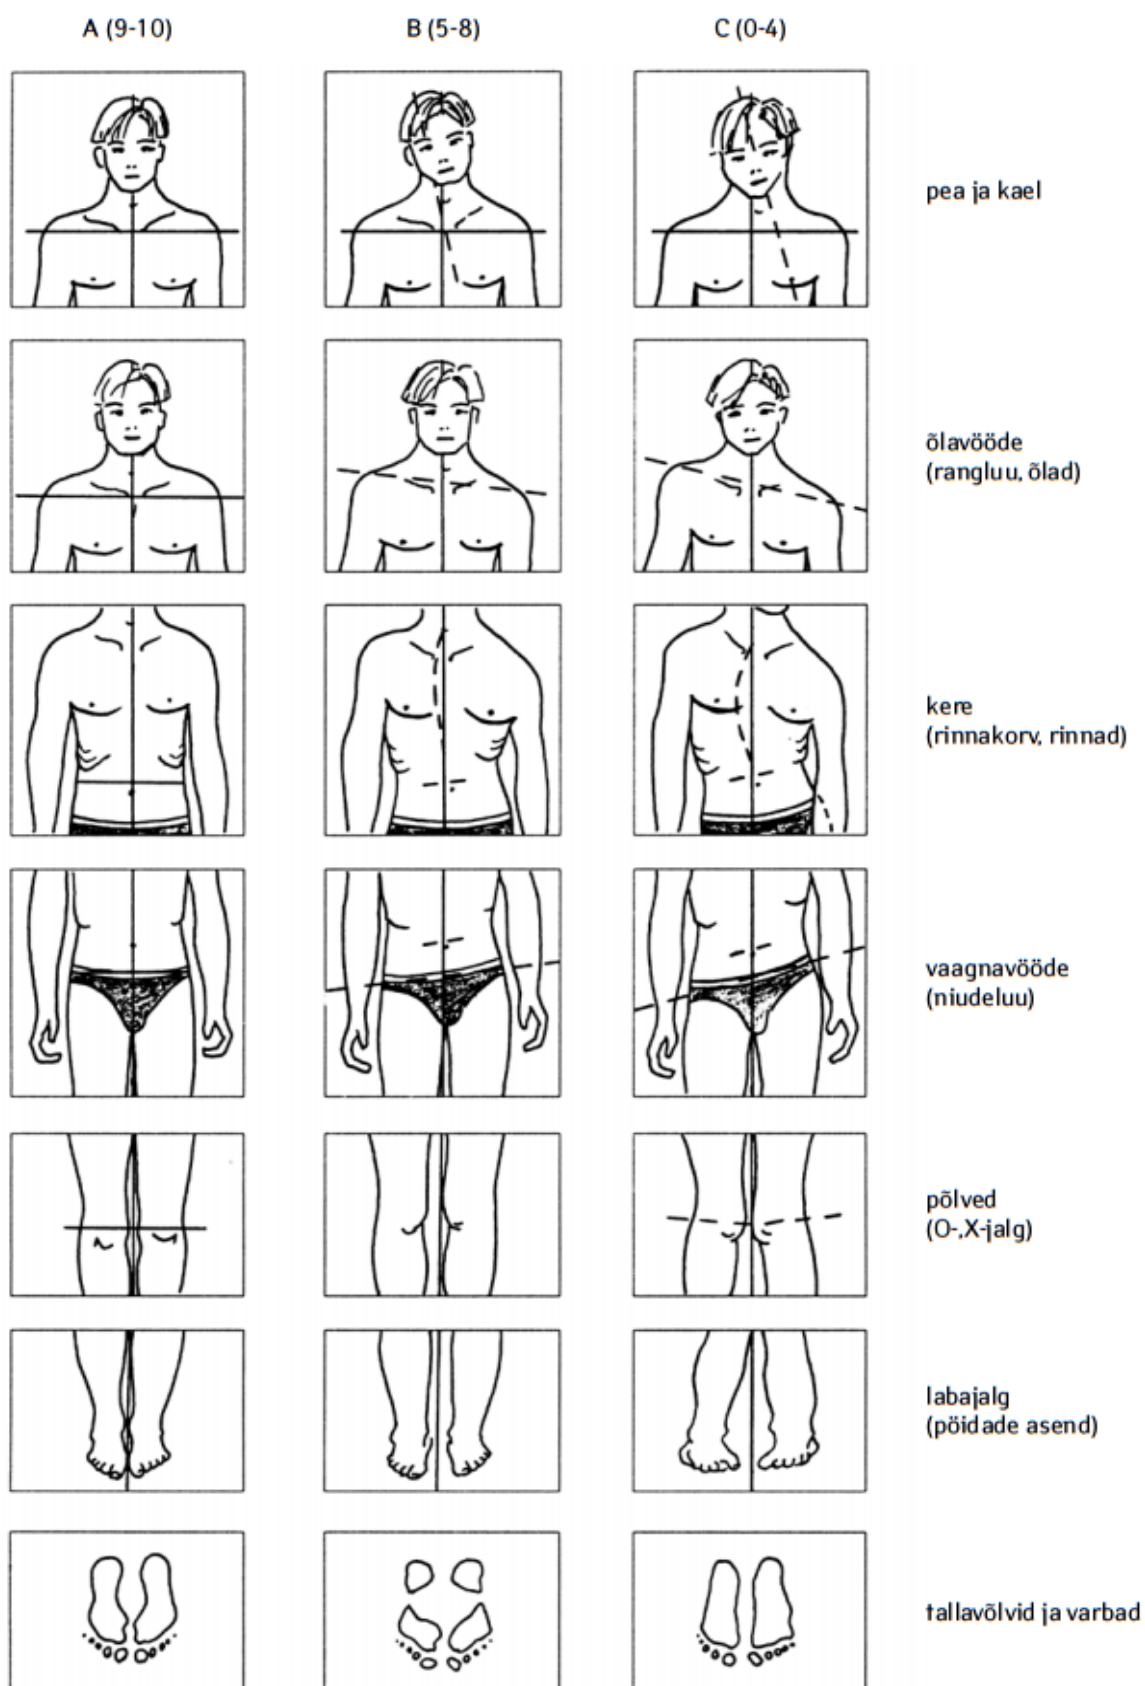 A (9-10)
B (5-8)
C (0-4)
pea ja kael
õlavööde
(rangluu, õlad)
kere
(rinnakorv, rinnad)
vaagnavööde
(niudeluu)
põlved
(O-,X-jalg)
labajalg
(pöidade asend)
tallavõlvid ja varbad